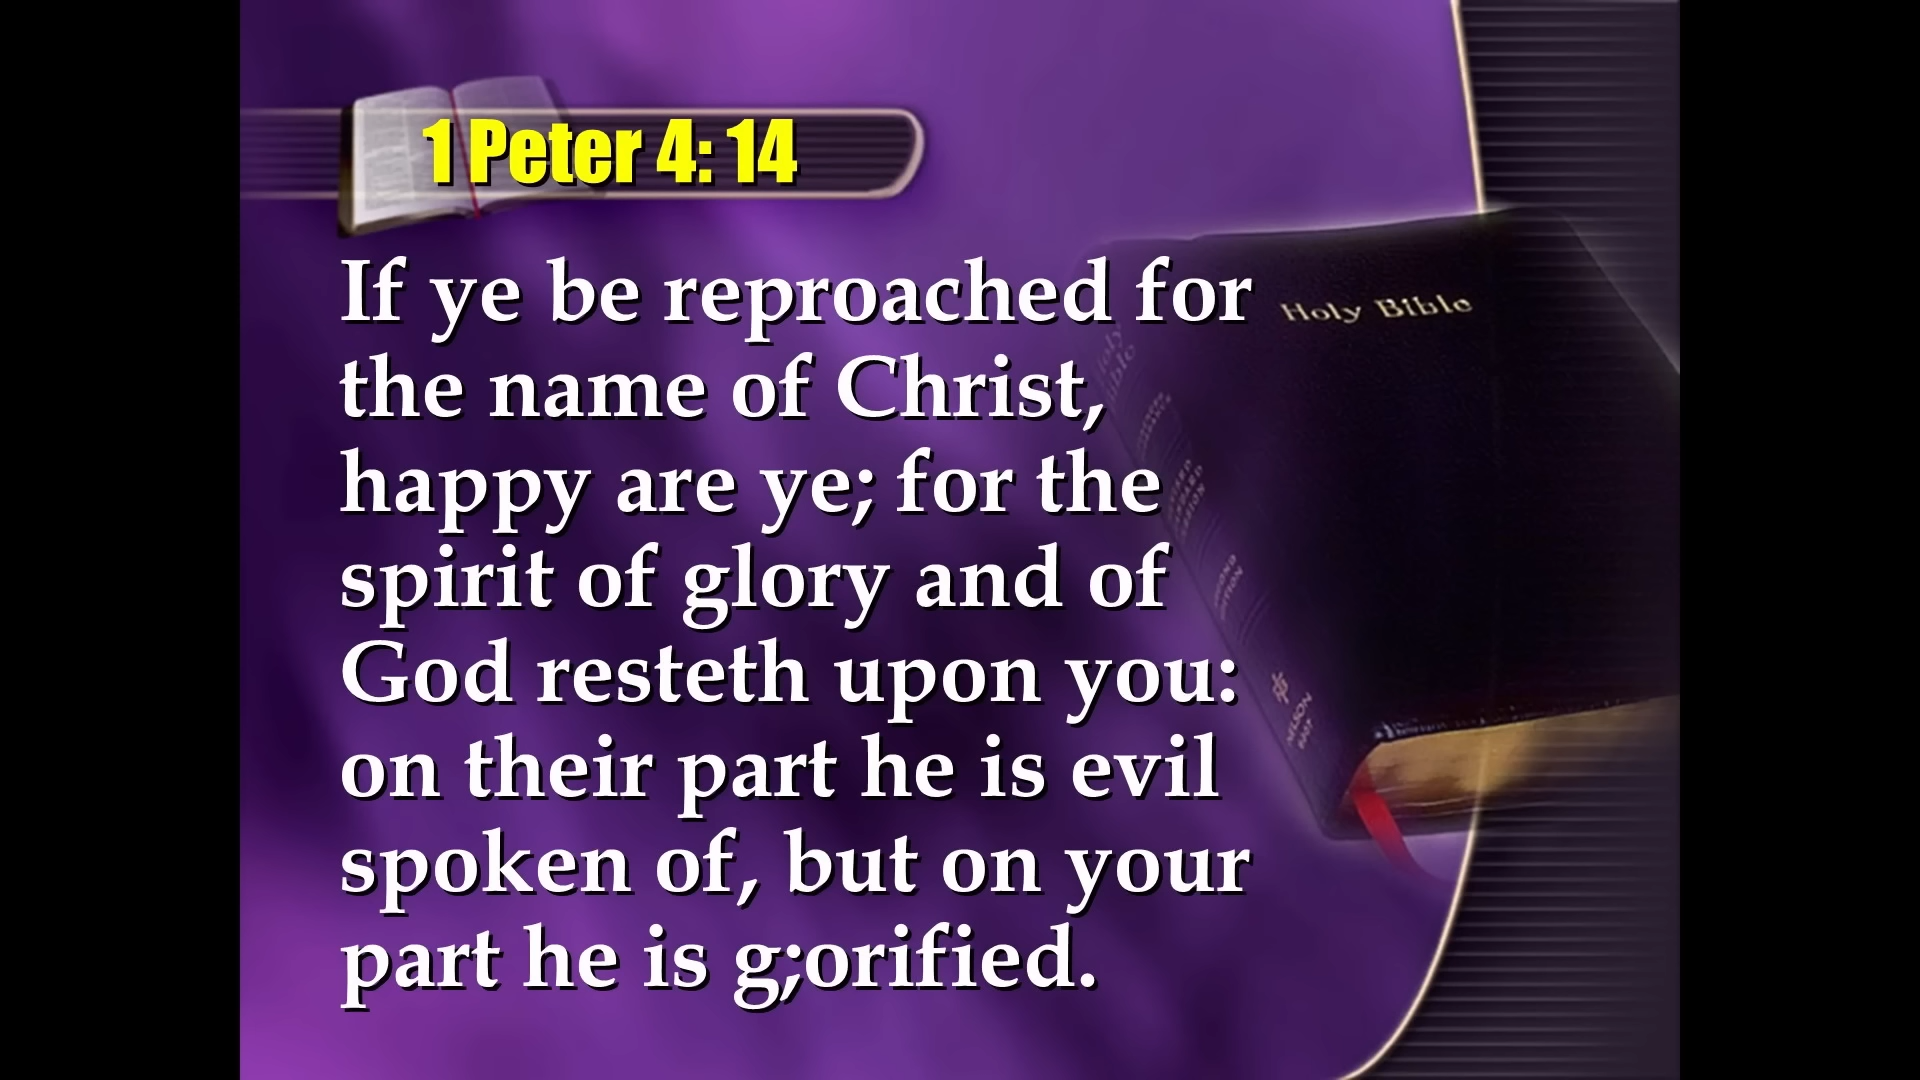 1 Peter 4: 14
If ye be reproached for
the name of Christ,
happy are ye; for the
spirit of glory and of
God resteth upon you:
on their part he is evil
spoken of, but on your
part he is g;orified.
Holy Bible